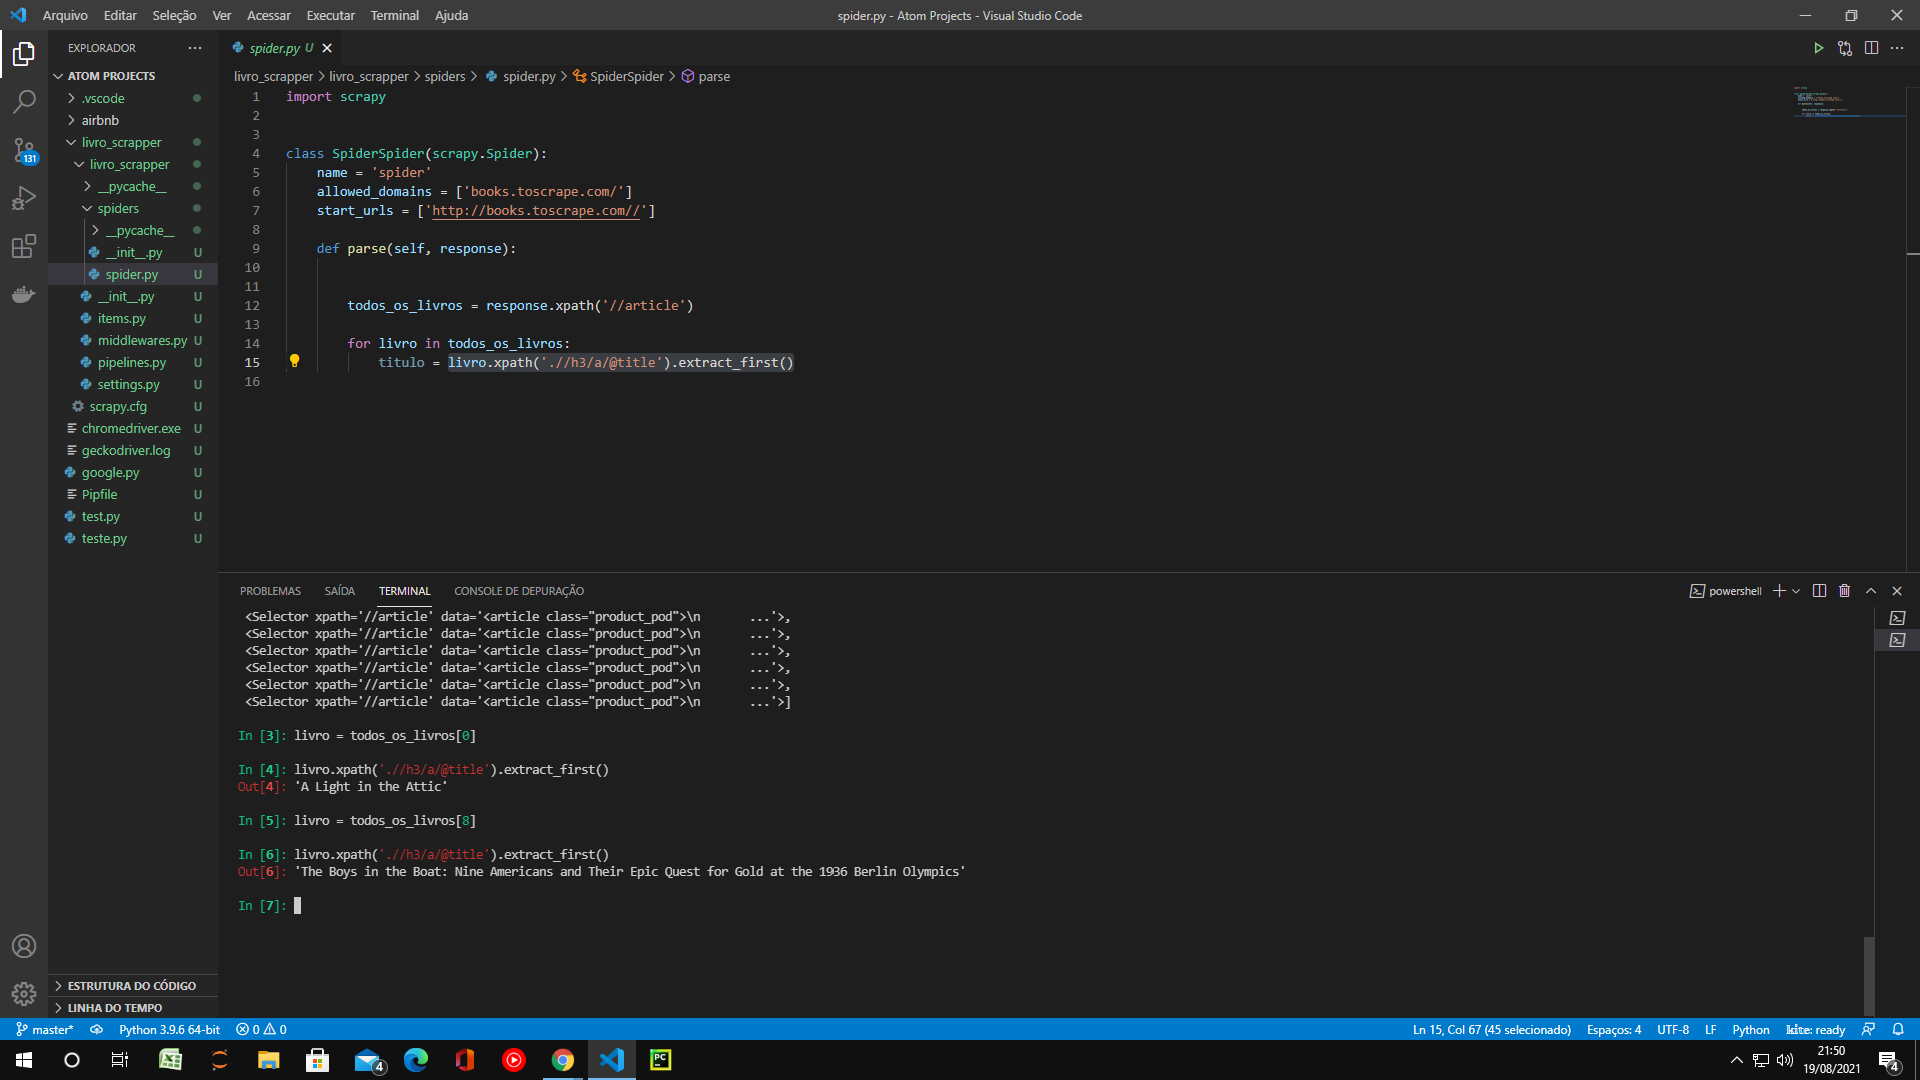 Arquivo Editar Seleção Ver Acessar Executar Terminal Ajuda
spider.py - Atom Projects - Visual Studio Code
EXPLORADOR
ATOM PROJECTS
.vscode
airbnb
livro_scrapper
livro_scrapper
__pycache__
spiders
__pycache__
__init__.py U
spider.py U
__init__.py U
items.py U
middlewares.py U
pipelines.py U
settings.py U
scrapy.cfg U
chromedriver.exe U
geckodriver.log U
google.py U
Pipfile U
test.py U
teste.py U
131
ESTRUTURA DO CÓDIGO
LINHA DO TEMPO
spider.py U
livro_scrapper > livro_scrapper > spiders > spider.py > SpiderSpider > parse
1 import scrapy
2
3
4 class SpiderSpider(scrapy.Spider):
5 name = 'spider'
6 allowed_domains = ['books.toscrape.com/']
7 start_urls = ['http://books.toscrape.com//']
8
9 def parse(self, response):
10
11
12 todos_os_livros = response.xpath('//article')
13
14 for livro in todos_os_livros:
15 titulo = livro.xpath('.//h3/a/@title').extract_first()
16
PROBLEMAS SAÍDA TERMINAL CONSOLE DE DEPURAÇÃO
powershell
<Selector xpath='//article' data='<article class="product_pod">\n       ...'>,
<Selector xpath='//article' data='<article class="product_pod">\n       ...'>,
<Selector xpath='//article' data='<article class="product_pod">\n       ...'>,
<Selector xpath='//article' data='<article class="product_pod">\n       ...'>,
<Selector xpath='//article' data='<article class="product_pod">\n       ...'>,
<Selector xpath='//article' data='<article class="product_pod">\n       ...'>]
In [3]: livro = todos_os_livros[0]
In [4]: livro.xpath('.//h3/a/@title').extract_first()
Out[4]: 'A Light in the Attic'
In [5]: livro = todos_os_livros[8]
In [6]: livro.xpath('.//h3/a/@title').extract_first()
Out[6]: 'The Boys in the Boat: Nine Americans and Their Epic Quest for Gold at the 1936 Berlin Olympics'
In [7]:
master* Python 3.9.6 64-bit 0 0
Ln 15, Col 67 (45 selecionado) Espaços: 4 UTF-8 LF Python kite: ready
4
PC
21:50
19/08/2021
4